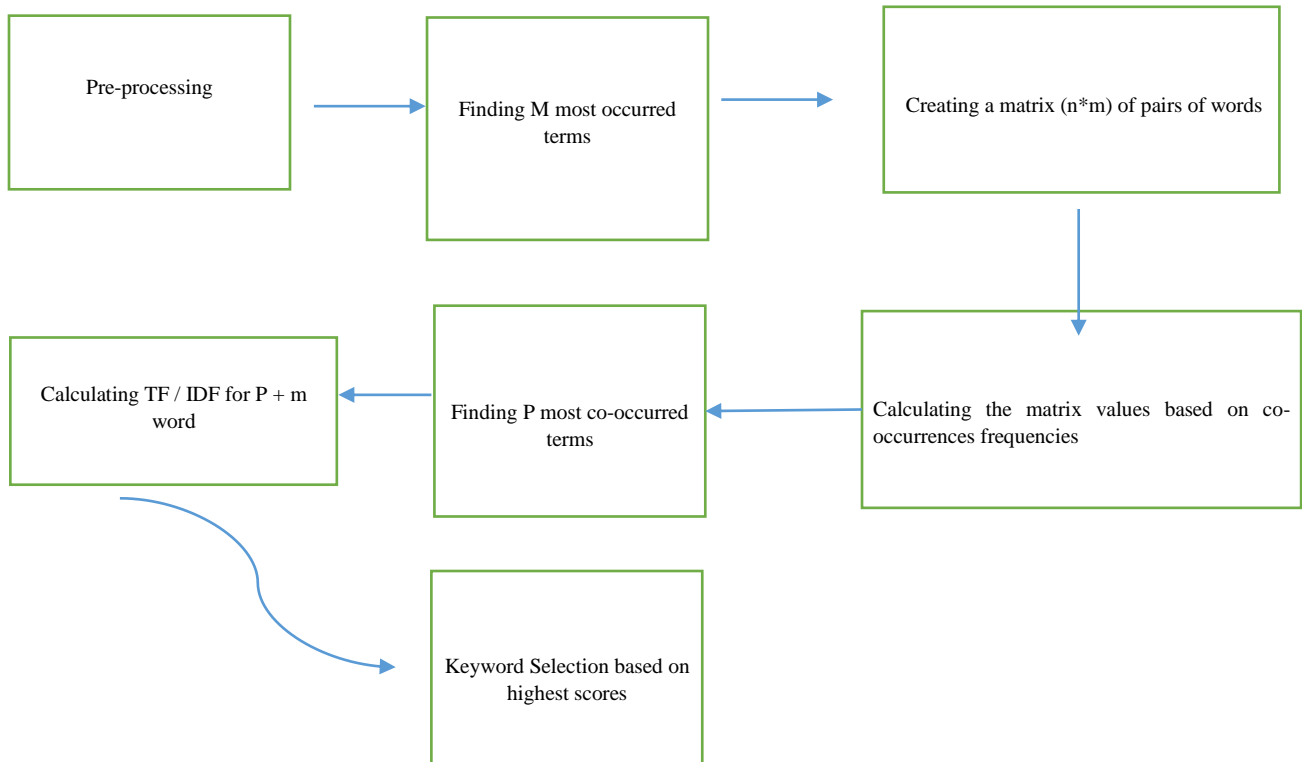 Pre-processing
Finding M most occurred
terms
Creating a matrix (n*m) of pairs of words
Calculating the matrix values based on co-
occurrences frequencies
Finding P most co-occurred
terms
Calculating TF / IDF for P + m
word
Keyword Selection based on
highest scores